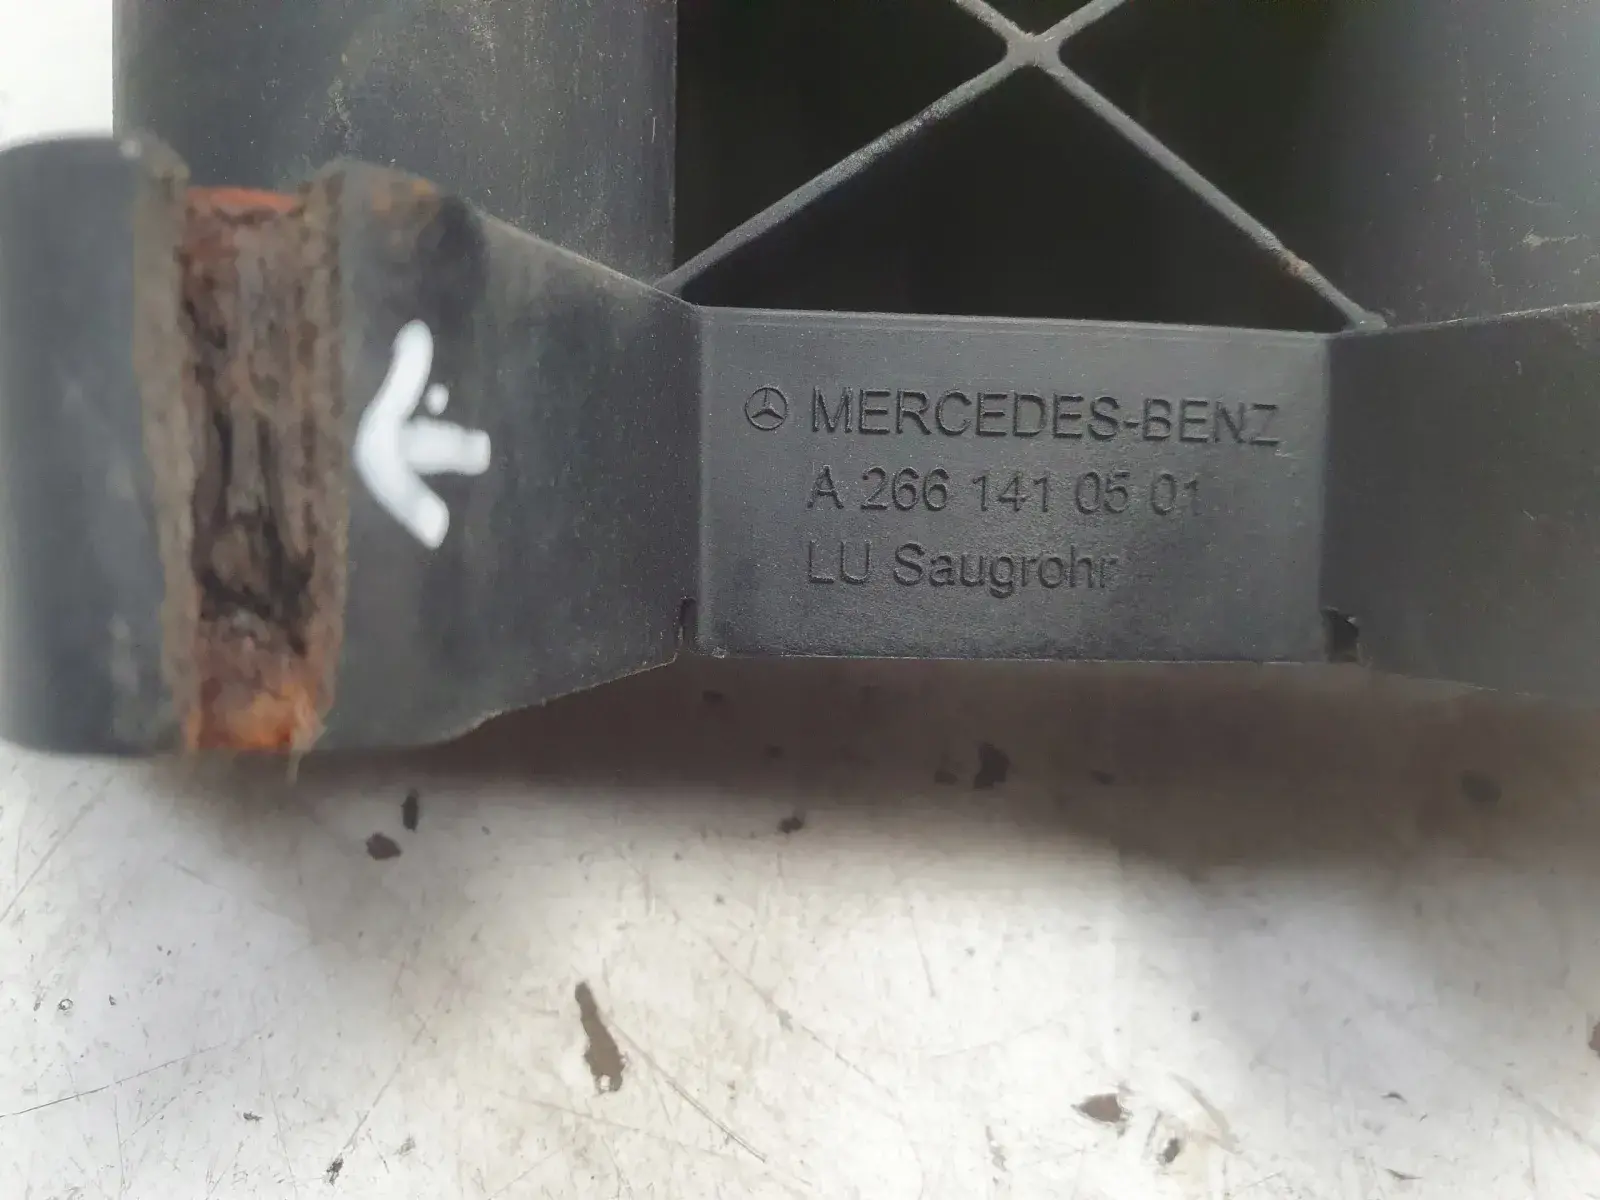 MERCEDES-BENZ
A 266 141 05 01
LU Saugrohr